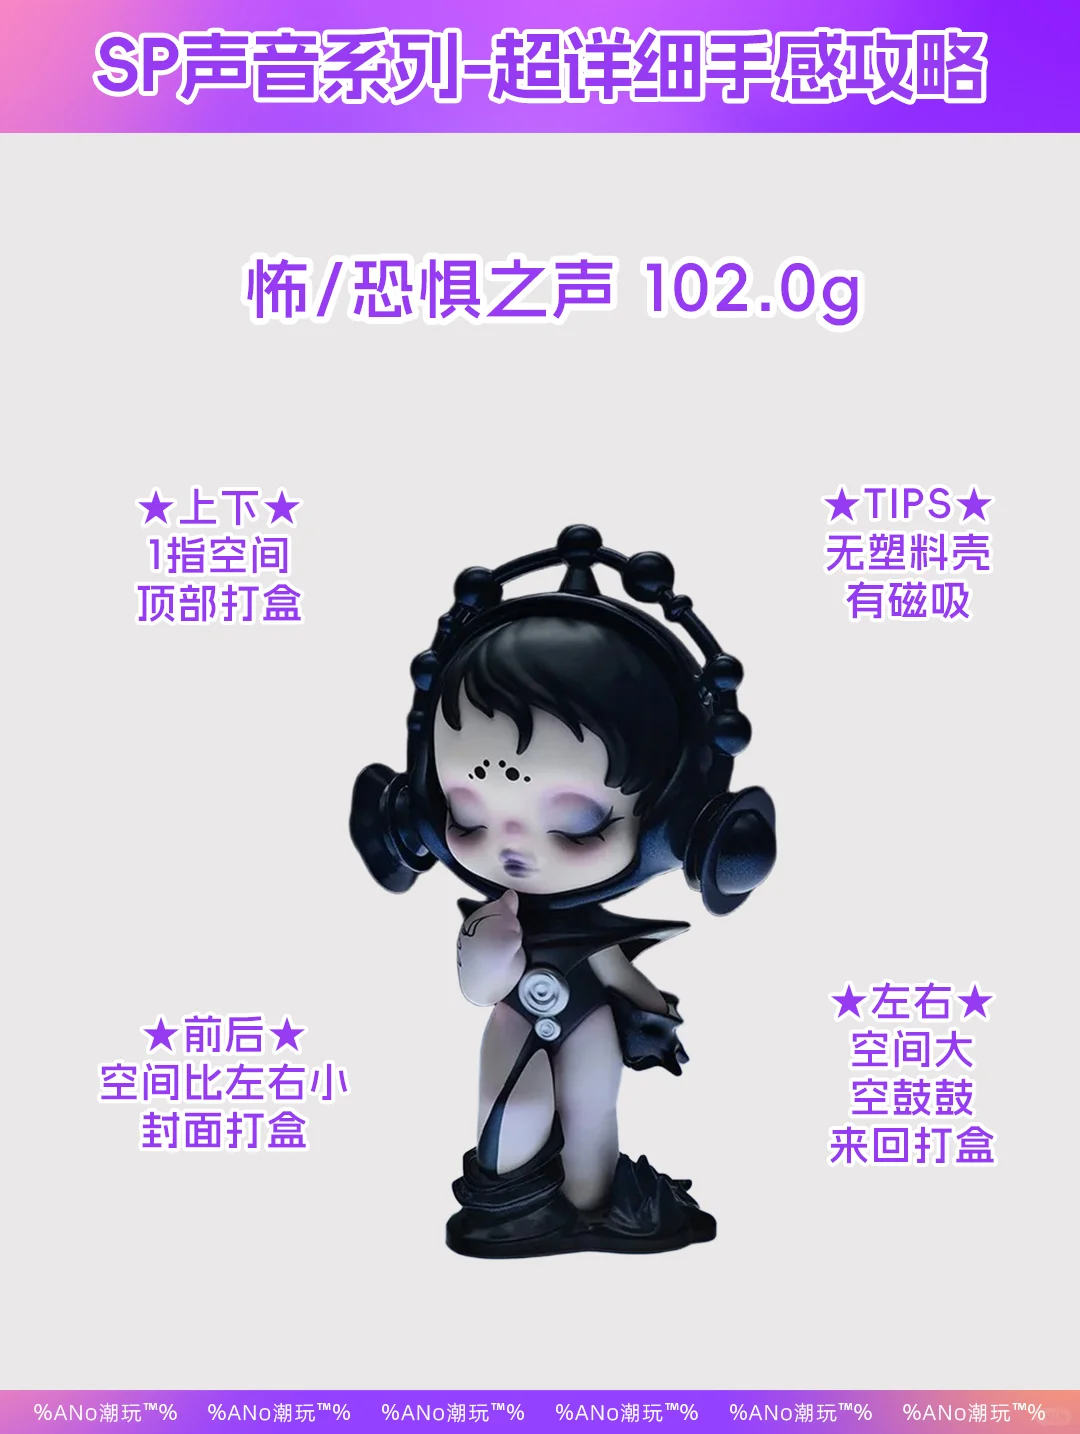 SP声音系列-超详细手感攻略
怖/恐惧之声 102.0g
★上下★
1指空间
顶部打盒
★TIPS★
无塑料壳
有磁吸
★前后★
空间比左右小
封面打盒
★左右★
空间大
空鼓鼓
来回打盒
%ANo潮玩™% %ANo潮玩™% %ANo潮玩™% %ANo潮玩™% %ANo潮玩™% %ANo潮玩™%